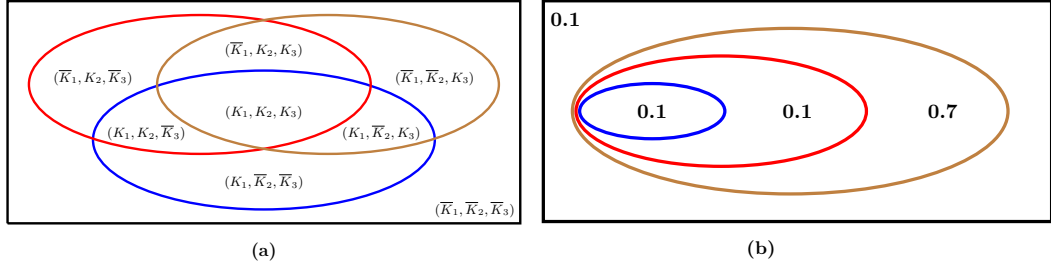 (K̅₁, K₂, K₃)
(K̅₁, K₂, K̅₃)
(K̅₁, K̅₂, K₃)
(K₁, K₂, K₃)
(K₁, K₂, K̅₃)
(K₁, K̅₂, K₃)
(K₁, K̅₂, K̅₃)
(K̅₁, K̅₂, K̅₃)
(a)
0.1
0.1 0.1 0.7
(b)